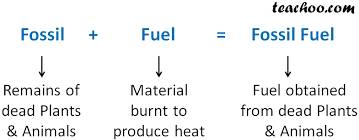 teachoo.com
Fossil + Fuel = Fossil Fuel
Remains of dead Plants & Animals
Material burnt to produce heat
Fuel obtained from dead Plants & Animals